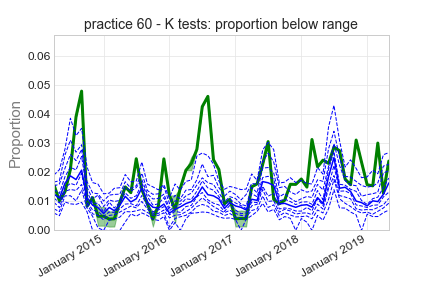 practice 60 - K tests: proportion below range
Proportion
0.06
0.05
0.04
0.03
0.02
0.01
0.00
January 2015
January 2016
January 2017
January 2018
January 2019